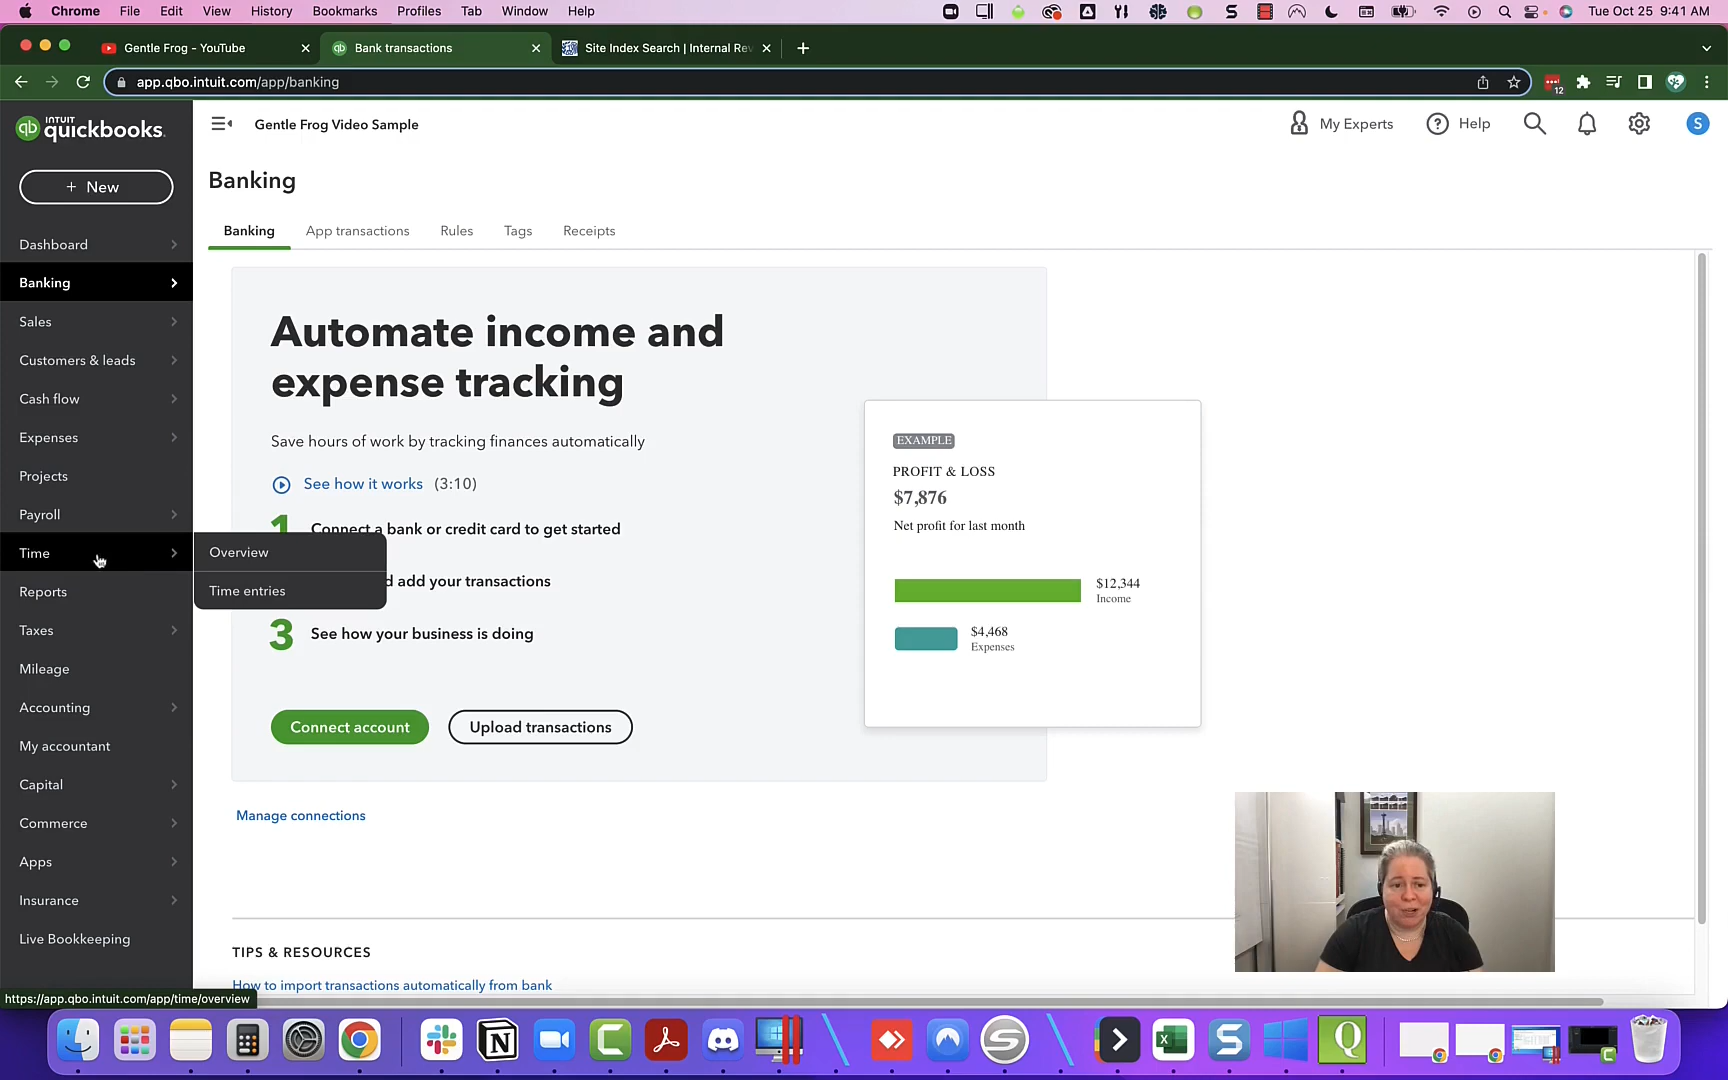 Chrome File Edit View History Bookmarks Profiles Tab Window Help
Tue Oct 25 9:41 AM
Gentle Frog - YouTube
Bank transactions
Site Index Search | Internal Rev
app.qbo.intuit.com/app/banking
12
INTUIT
quickbooks.
Gentle Frog Video Sample
My Experts
Help
S
+ New
Banking
Banking
App transactions
Rules
Tags
Receipts
Dashboard
Banking
Sales
Customers & leads
Cash flow
Expenses
Projects
Payroll
Time
Reports
Taxes
Mileage
Accounting
My accountant
Capital
Commerce
Apps
Insurance
Live Bookkeeping
Overview
Time entries
Automate income and
expense tracking
Save hours of work by tracking finances automatically
See how it works (3:10)
1 Connect a bank or credit card to get started
d add your transactions
3 See how your business is doing
Connect account
Upload transactions
EXAMPLE
PROFIT & LOSS
$7,876
Net profit for last month
$12,344
Income
$4,468
Expenses
Manage connections
TIPS & RESOURCES
How to import transactions automatically from bank
https://app.qbo.intuit.com/app/time/overview